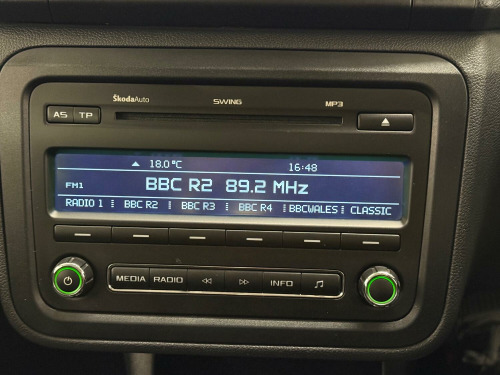 ŠkodaAuto SWING MP3
AS TP
18.0°C 16:48
FM1 BBC R2 89.2 MHz
RADIO 1 BBC R2 BBC R3 BBC R4 BBCWALES CLASSIC
MEDIA RADIO INFO